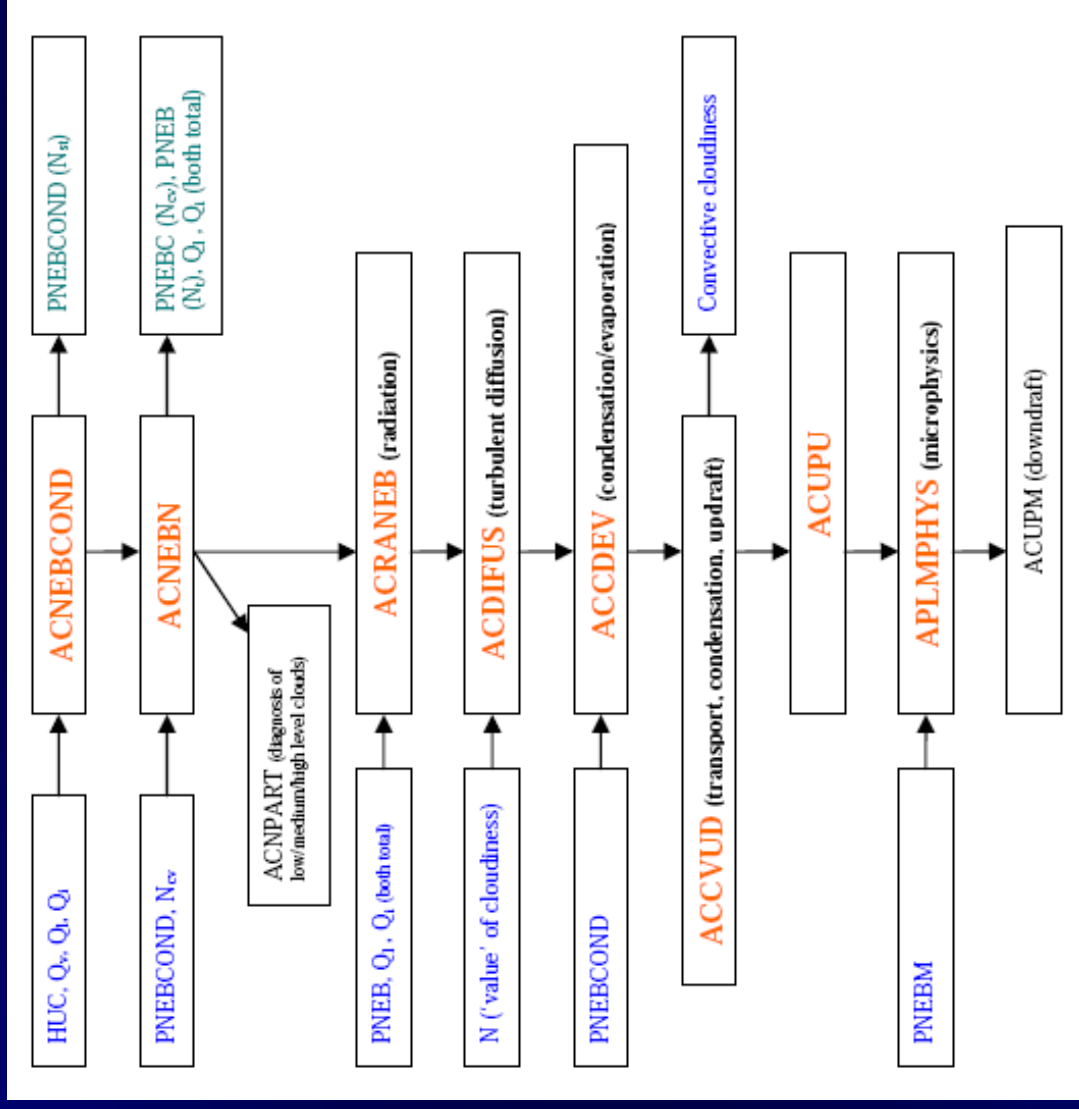 HUC, Qv, Ql, Qi
ACNEBCOND
PNEBCOND (Nst)
PNEBCOND, Ncv
ACNEBN
PNEBC (Ncv), PNEB
(Nt), Ql , Qi (both total)
ACNPART (diagnosis of
low/medium/high level clouds)
PNEB, Ql , Qi (both total)
ACRANEB (radiation)
N ('value' of cloudiness)
ACDIFUS (turbulent diffusion)
PNEBCOND
ACCDEV (condensation/evaporation)
ACCVUD (transport, condensation, updraft)
Convective cloudiness
ACUPU
PNEBM
APLMPHYS (microphysics)
ACUPM (downdraft)